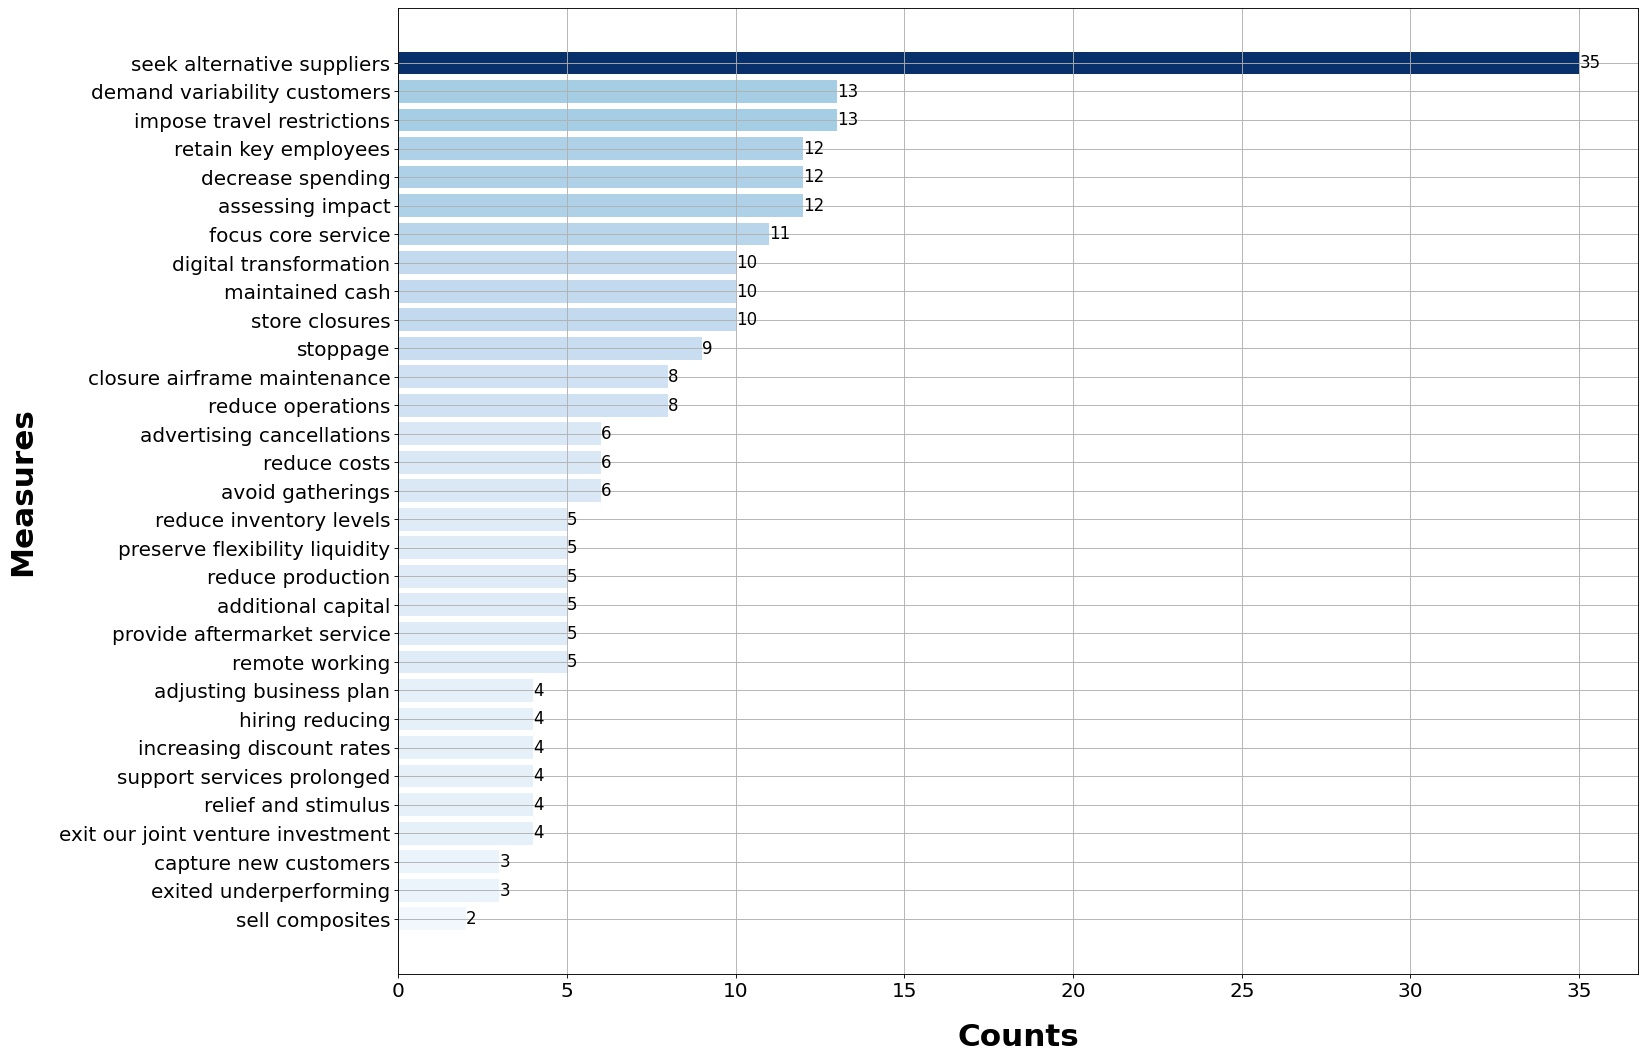 seek alternative suppliers 35
demand variability customers 13
impose travel restrictions 13
retain key employees 12
decrease spending 12
assessing impact 12
focus core service 11
digital transformation 10
maintained cash 10
store closures 10
stoppage 9
closure airframe maintenance 8
reduce operations 8
advertising cancellations 6
reduce costs 6
avoid gatherings 6
reduce inventory levels 5
preserve flexibility liquidity 5
reduce production 5
additional capital 5
provide aftermarket service 5
remote working 5
adjusting business plan 4
hiring reducing 4
increasing discount rates 4
support services prolonged 4
relief and stimulus 4
exit our joint venture investment 4
capture new customers 3
exited underperforming 3
sell composites 2
Measures
0 5 10 15 20 25 30 35
Counts